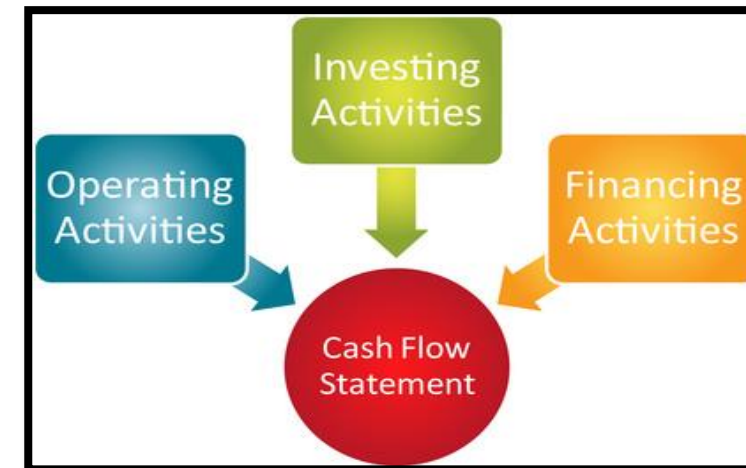 Investing
Activities
Operating
Activities
Financing
Activities
Cash Flow
Statement